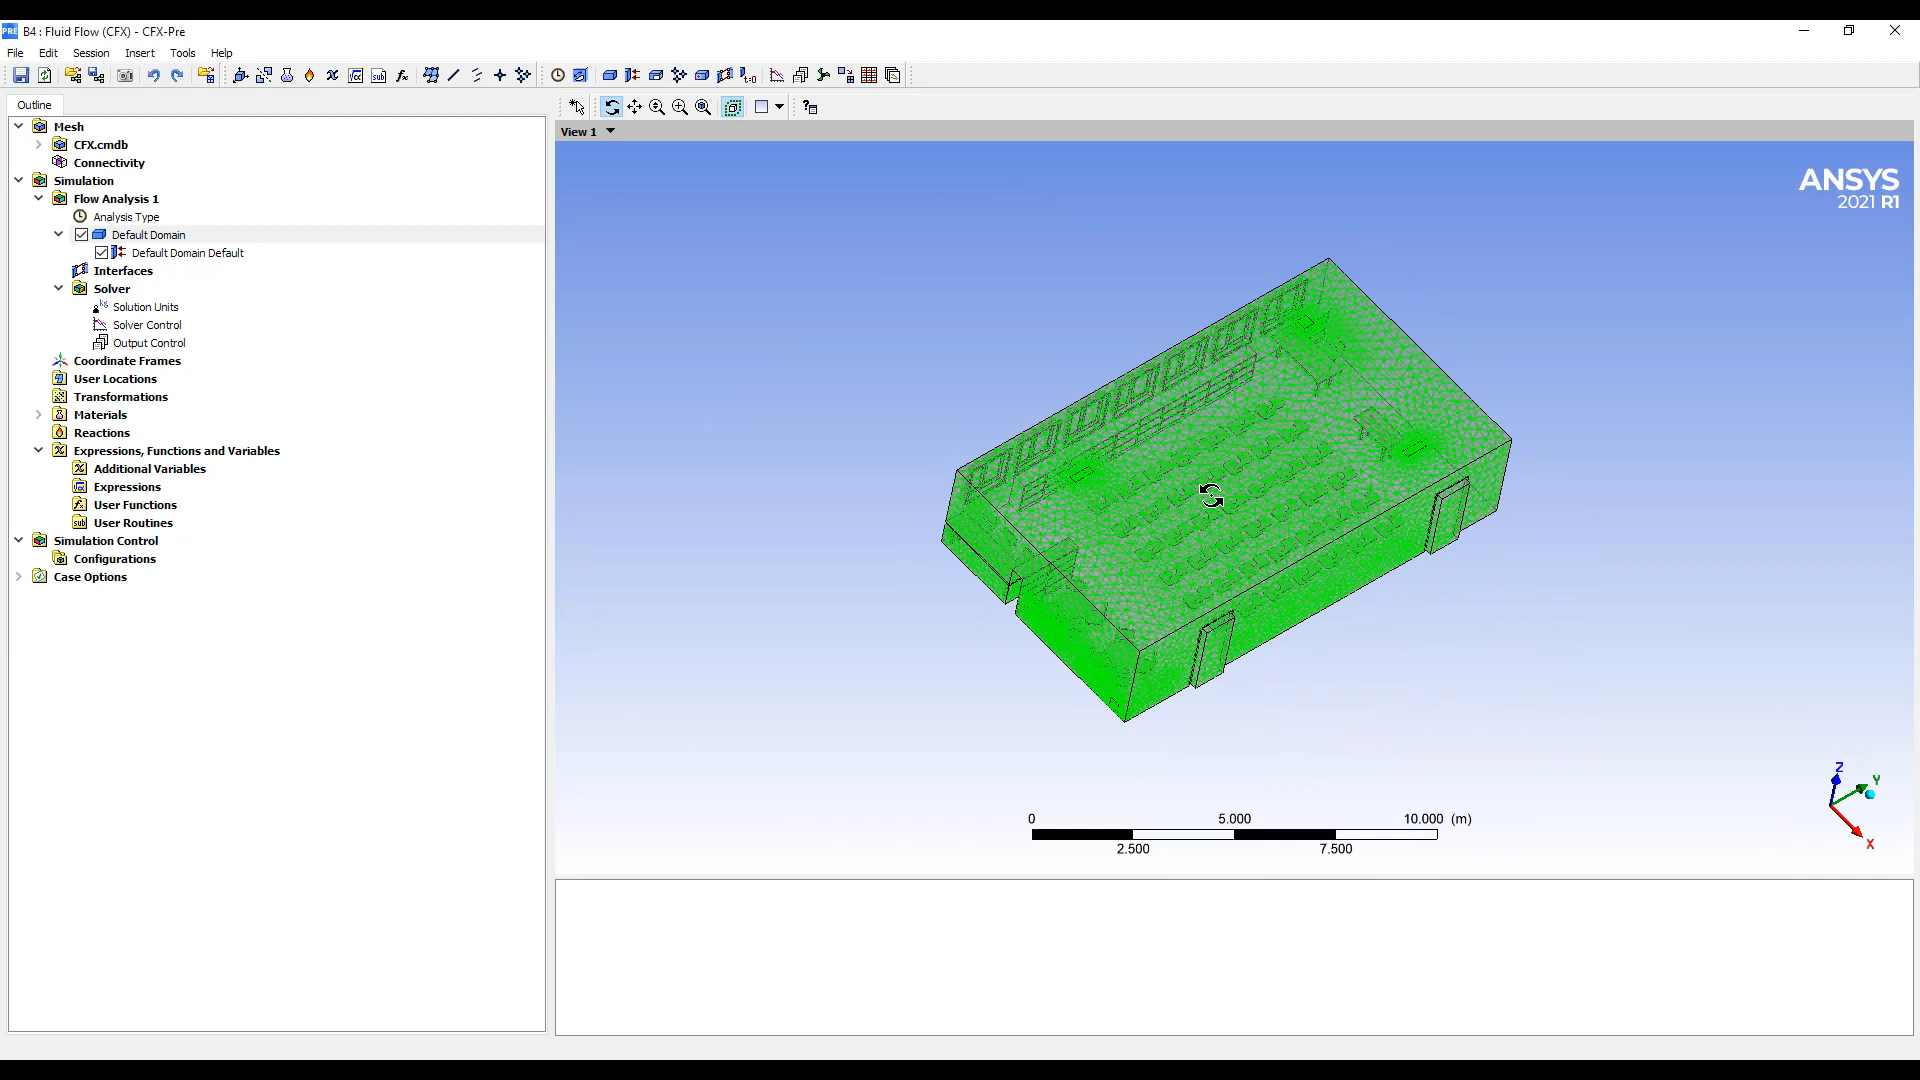 PRE B4 : Fluid Flow (CFX) - CFX-Pre
File Edit Session Insert Tools Help
Outline
Mesh
CFX.cmdb
Connectivity
Simulation
Flow Analysis 1
Analysis Type
Default Domain
Default Domain Default
Interfaces
Solver
Solution Units
Solver Control
Output Control
Coordinate Frames
User Locations
Transformations
Materials
Reactions
Expressions, Functions and Variables
Additional Variables
Expressions
User Functions
User Routines
Simulation Control
Configurations
Case Options
View 1
ANSYS
2021 R1
Z
Y
X
0 5.000 10.000 (m)
2.500 7.500